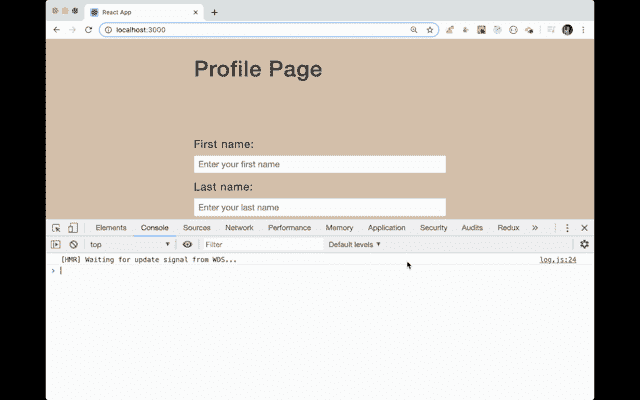 React App
localhost:3000
Profile Page
First name:
Enter your first name
Last name:
Enter your last name
Elements Console Sources Network Performance Memory Application Security Audits Redux »
top Filter Default levels
[HMR] Waiting for update signal from WDS... log.js:24
>